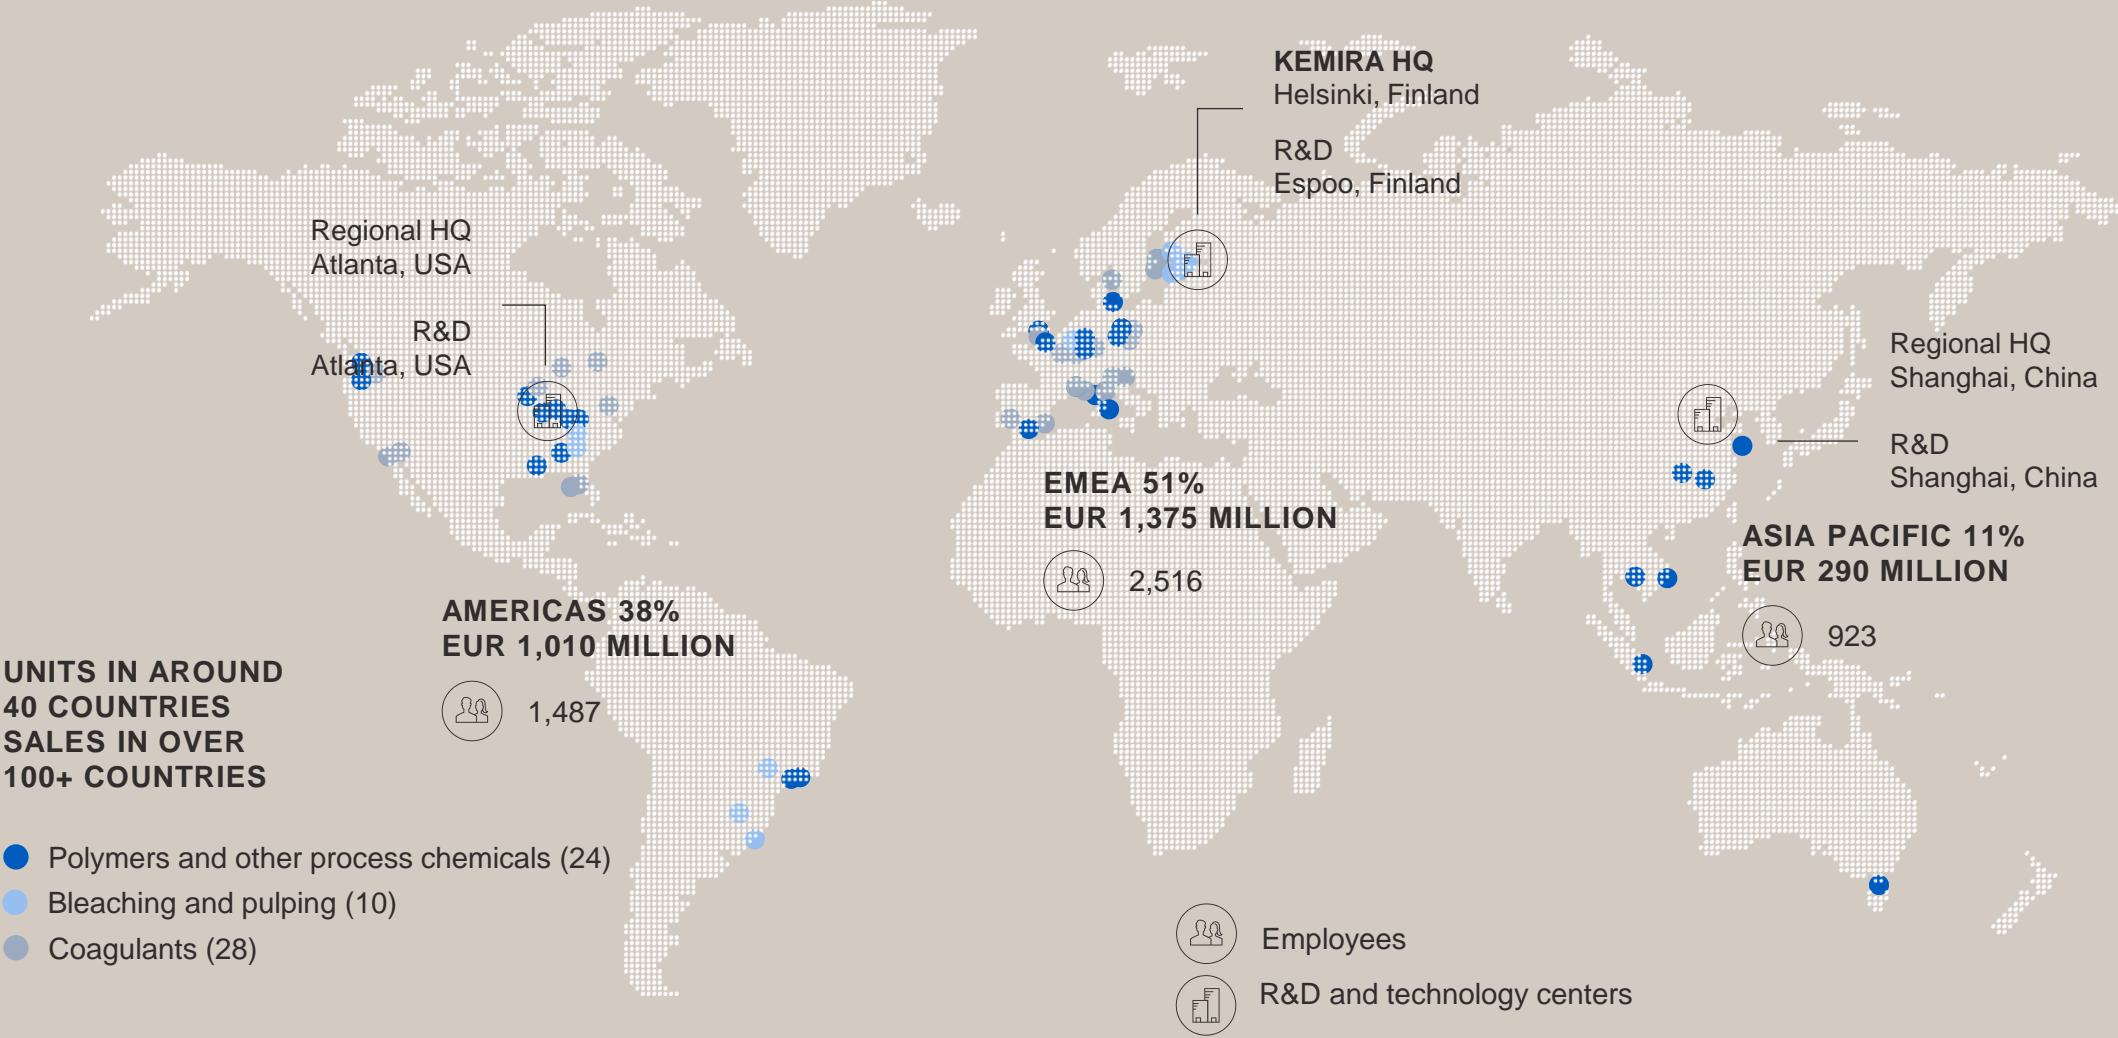 KEMIRA HQ
Helsinki, Finland
R&D
Espoo, Finland
Regional HQ
Atlanta, USA
R&D
Atlanta, USA
Regional HQ
Shanghai, China
R&D
Shanghai, China
EMEA 51%
EUR 1,375 MILLION
2,516
ASIA PACIFIC 11%
EUR 290 MILLION
923
AMERICAS 38%
EUR 1,010 MILLION
1,487
UNITS IN AROUND
40 COUNTRIES
SALES IN OVER
100+ COUNTRIES
Polymers and other process chemicals (24)
Bleaching and pulping (10)
Coagulants (28)
Employees
R&D and technology centers